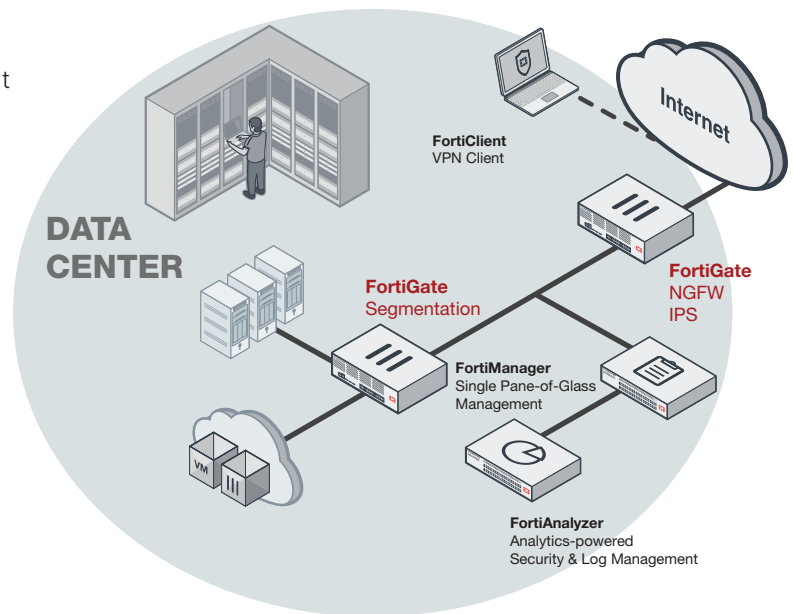 t
Internet
FortiClient
VPN Client
DATA
CENTER
FortiGate
Segmentation
FortiGate
NGFW
IPS
FortiManager
Single Pane-of-Glass
Management
VM
FortiAnalyzer
Analytics-powered
Security & Log Management